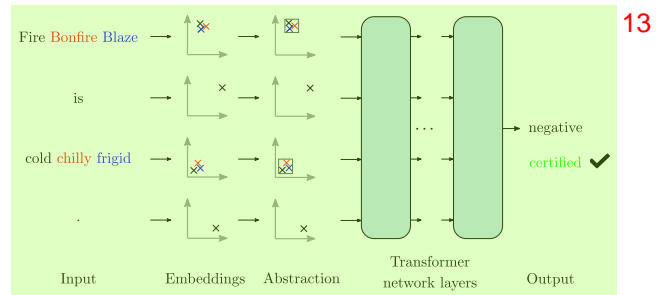 13
Fire Bonfire Blaze
is
cold chilly frigid
.
...
negative
certified
Input
Embeddings
Abstraction
Transformer
network layers
Output